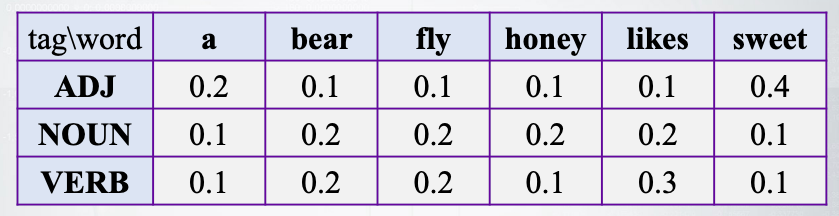 tag\word a bear fly honey likes sweet
ADJ 0.2 0.1 0.1 0.1 0.1 0.4
NOUN 0.1 0.2 0.2 0.2 0.2 0.1
VERB 0.1 0.2 0.2 0.1 0.3 0.1